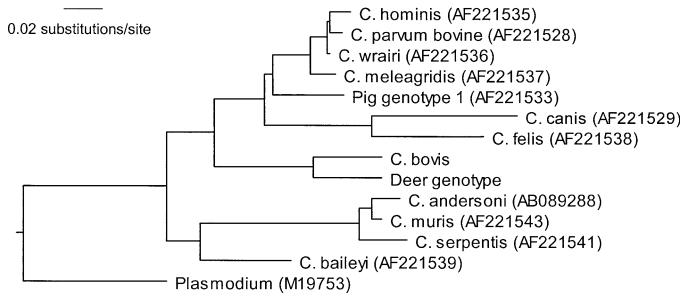 0.02 substitutions/site
C. hominis (AF221535)
C. parvum bovine (AF221528)
C. wrairi (AF221536)
C. meleagridis (AF221537)
Pig genotype 1 (AF221533)
C. canis (AF221529)
C. felis (AF221538)
C. bovis
Deer genotype
C. andersoni (AB089288)
C. muris (AF221543)
C. serpentis (AF221541)
C. baileyi (AF221539)
Plasmodium (M19753)